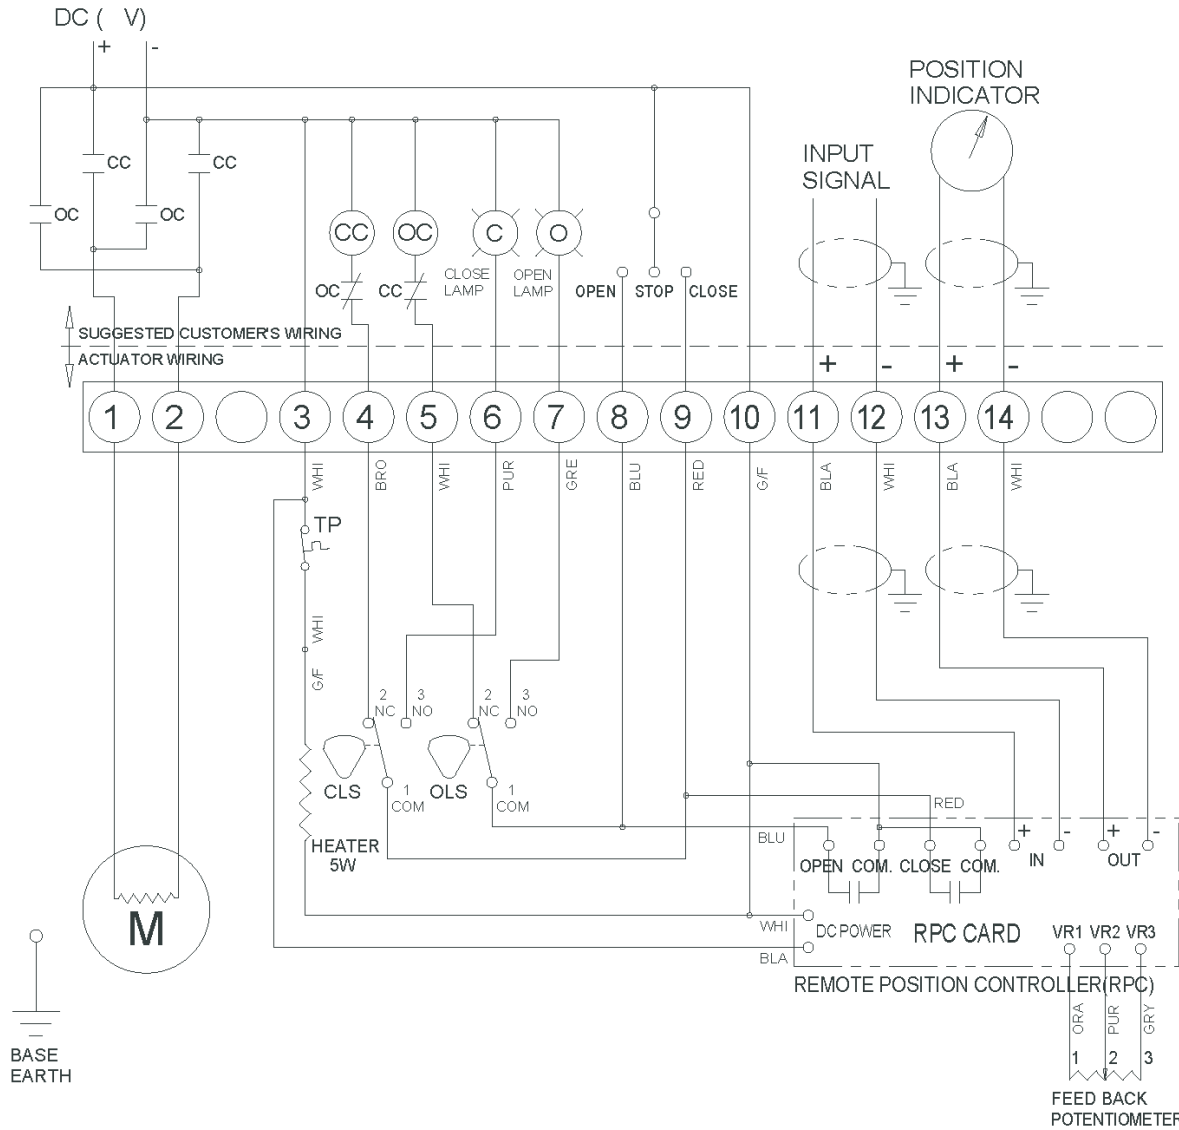 DC (   V)
+ -
POSITION
INDICATOR
INPUT
SIGNAL
CC CC
OC OC
CC OC C O
CLOSE
LAMP
OPEN
LAMP
OC CC
OPEN STOP CLOSE
SUGGESTED CUSTOMER'S WIRING
ACTUATOR WIRING
+ - + -
1 2 3 4 5 6 7 8 9 10 11 12 13 14
WHI BRO WHI PUR GRE BLU RED G/F BLA WHI BLA WHI
TP
WHI
G/F
2
NC
3
NO
2
NC
3
NO
CLS
1
COM
OLS
1
COM
HEATER
5W
RED
BLU
+ - + -
OPEN COM. CLOSE COM. IN OUT
M
WHI
DC POWER
RPC CARD
VR1 VR2 VR3
BLA
REMOTE POSITION CONTROLLER(RPC)
ORA PUR GRY
1 2 3
BASE
EARTH
FEED BACK
POTENTIOMETER